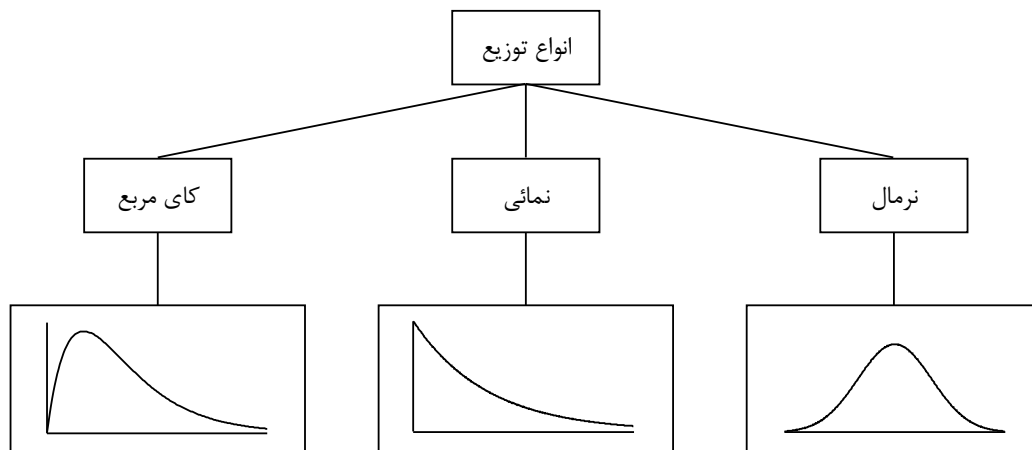 انواع توزیع
نرمال
نمائی
کای مربع